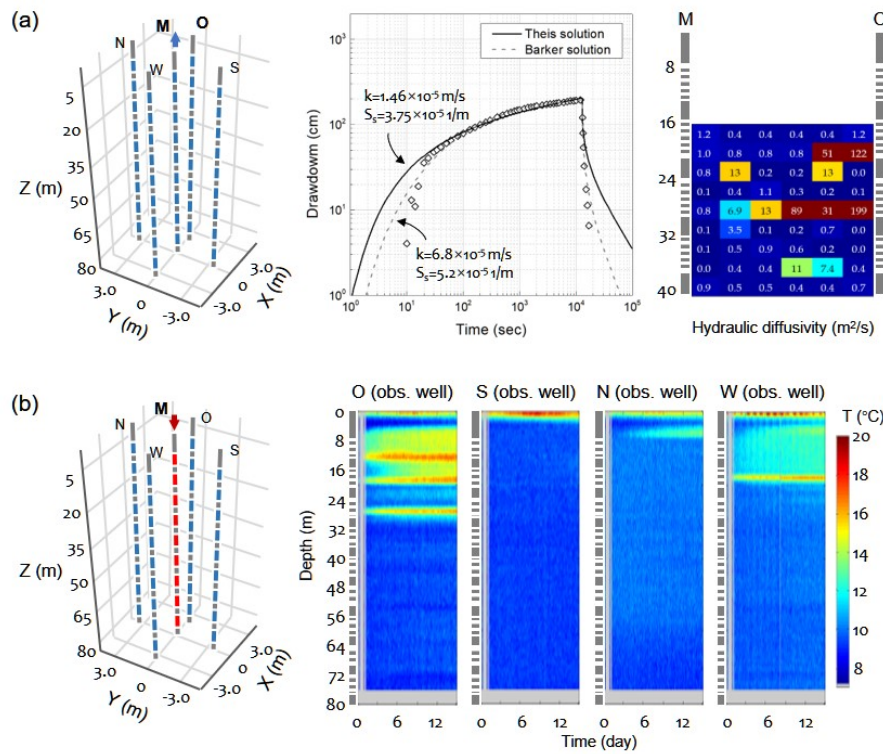 (a)
M
O
N
W
S
5
20
35
50
65
80
Z (m)
3.0
0
-3.0
Y (m)
3.0
0
-3.0
X (m)
Theis solution
Barker solution
k=1.46×10⁻⁵ m/s
Sₛ=3.75×10⁻⁵ 1/m
k=6.8×10⁻⁵ m/s
Sₛ=5.2×10⁻⁵ 1/m
Drawdowm (cm)
10³
10²
10¹
10⁰
10⁰ 10¹ 10² 10³ 10⁴ 10⁵
Time (sec)
M
O
8
16
24
32
40
1.2 0.4 0.4 0.4 1.2
1.0 0.8 0.8 0.8 51 122
0.8 13 0.2 0.2 13 0.0
0.1 0.4 1.1 0.3 0.2 0.1
0.8 6.9 13 89 31 199
0.1 3.5 0.1 0.2 0.7 0.0
0.1 0.5 0.9 0.6 0.2 0.0
0.0 0.4 0.4 11 7.4 0.4
0.9 0.5 0.5 0.4 0.4 0.7
Hydraulic diffusivity (m²/s)
(b)
M
O
N
W
S
5
20
35
50
65
80
Z (m)
3.0
0
-3.0
Y (m)
3.0
0
-3.0
X (m)
O (obs. well) S (obs. well) N (obs. well) W (obs. well)
T (°C)
0
8
16
24
32
40
48
56
64
72
80
Depth (m)
20
18
16
14
12
10
8
0 6 12 0 6 12 0 6 12 0 6 12
Time (day)